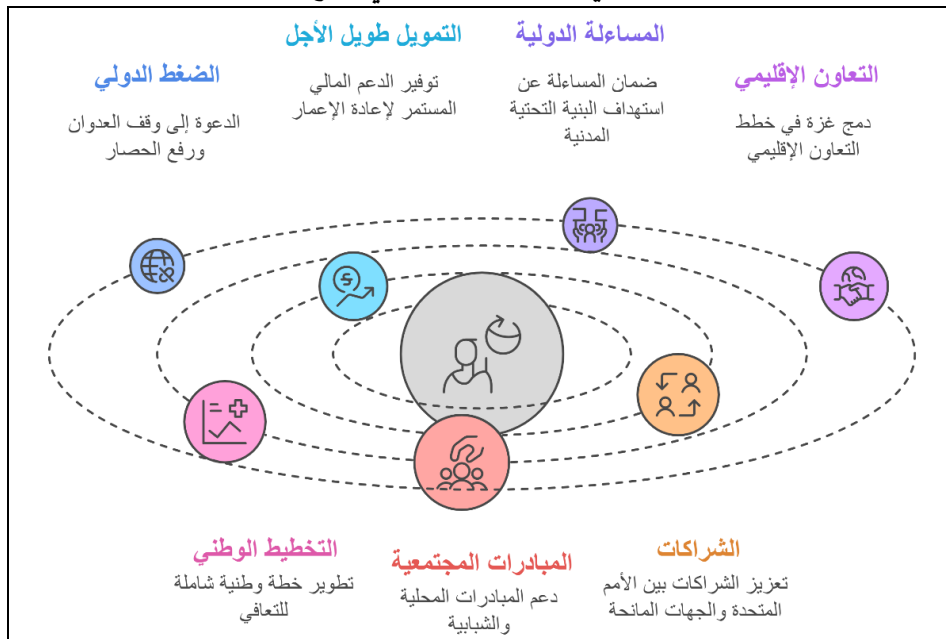 التعاون الإقليمي
دمج غزة في خطط
التعاون الإقليمي
المساءلة الدولية
ضمان المساءلة عن
استهداف البنية التحتية
المدنية
التمويل طويل الأجل
توفير الدعم المالي
المستمر لإعادة الإعمار
الضغط الدولي
الدعوة إلى وقف العدوان
ورفع الحصار
الشراكات
تعزيز الشراكات بين الأمم
المتحدة والجهات المانحة
المبادرات المجتمعية
دعم المبادرات المحلية
والشبابية
التخطيط الوطني
تطوير خطة وطنية شاملة
للتعافي